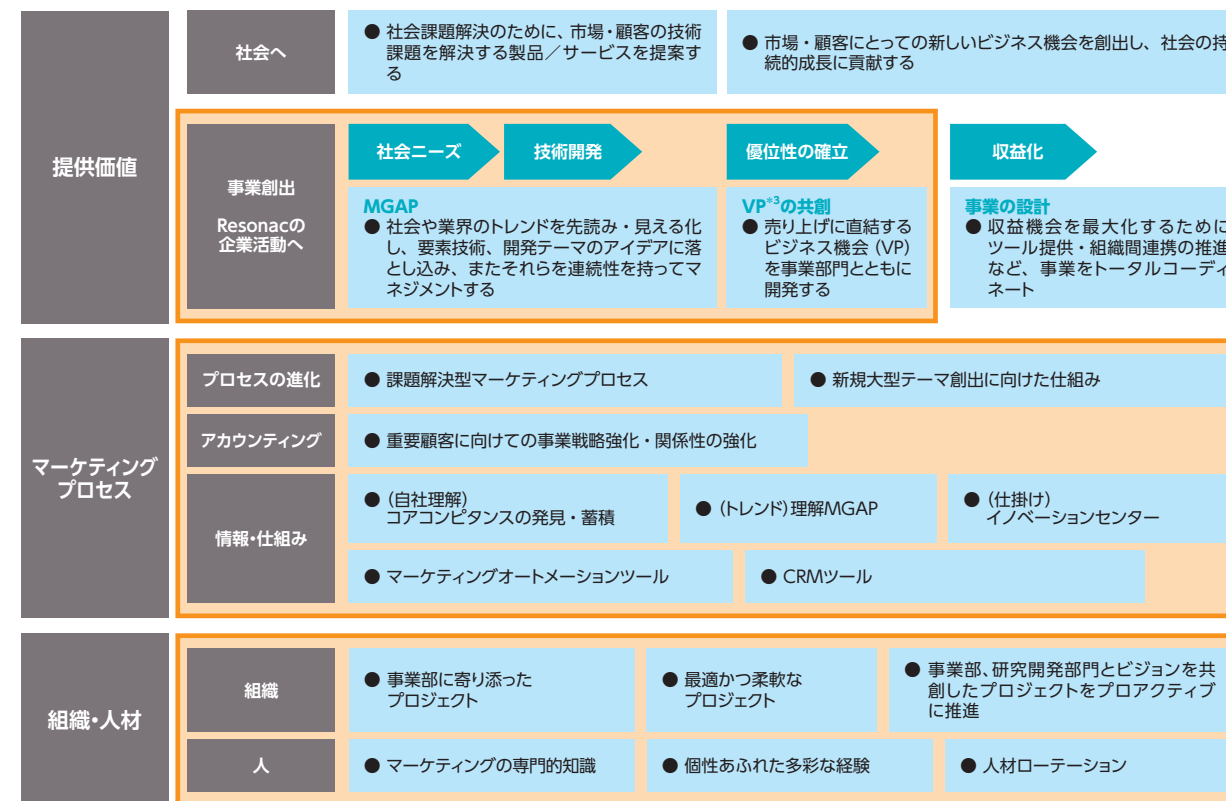 提供価値
社会へ
● 社会課題解決のために、市場・顧客の技術
課題を解決する製品／サービスを提案す
る
● 市場・顧客にとっての新しいビジネス機会を創出し、社会の持
続的成長に貢献する
事業創出
Resonacの
企業活動へ
社会ニーズ
技術開発
優位性の確立
収益化
MGAP
● 社会や業界のトレンドを先読み・見える化
し、要素技術、開発テーマのアイデアに落
とし込み、またそれらを連続性を持ってマ
ネジメントする
VP*3の共創
● 売り上げに直結する
ビジネス機会（VP）
を事業部門とともに
開発する
事業の設計
● 収益機会を最大化するために
ツール提供・組織間連携の推進
など、事業をトータルコーディ
ネート
マーケティング
プロセス
プロセスの進化
● 課題解決型マーケティングプロセス
● 新規大型テーマ創出に向けた仕組み
アカウンティング
● 重要顧客に向けての事業戦略強化・関係性の強化
情報・仕組み
● （自社理解）
コアコンピタンスの発見・蓄積
● （トレンド）理解MGAP
● （仕掛け）
イノベーションセンター
● マーケティングオートメーションツール
● CRMツール
組織・人材
組織
● 事業部に寄り添った
プロジェクト
● 最適かつ柔軟な
プロジェクト
● 事業部、研究開発部門とビジョンを共
創したプロジェクトをプロアクティブ
に推進
人
● マーケティングの専門的知識
● 個性あふれた多彩な経験
● 人材ローテーション